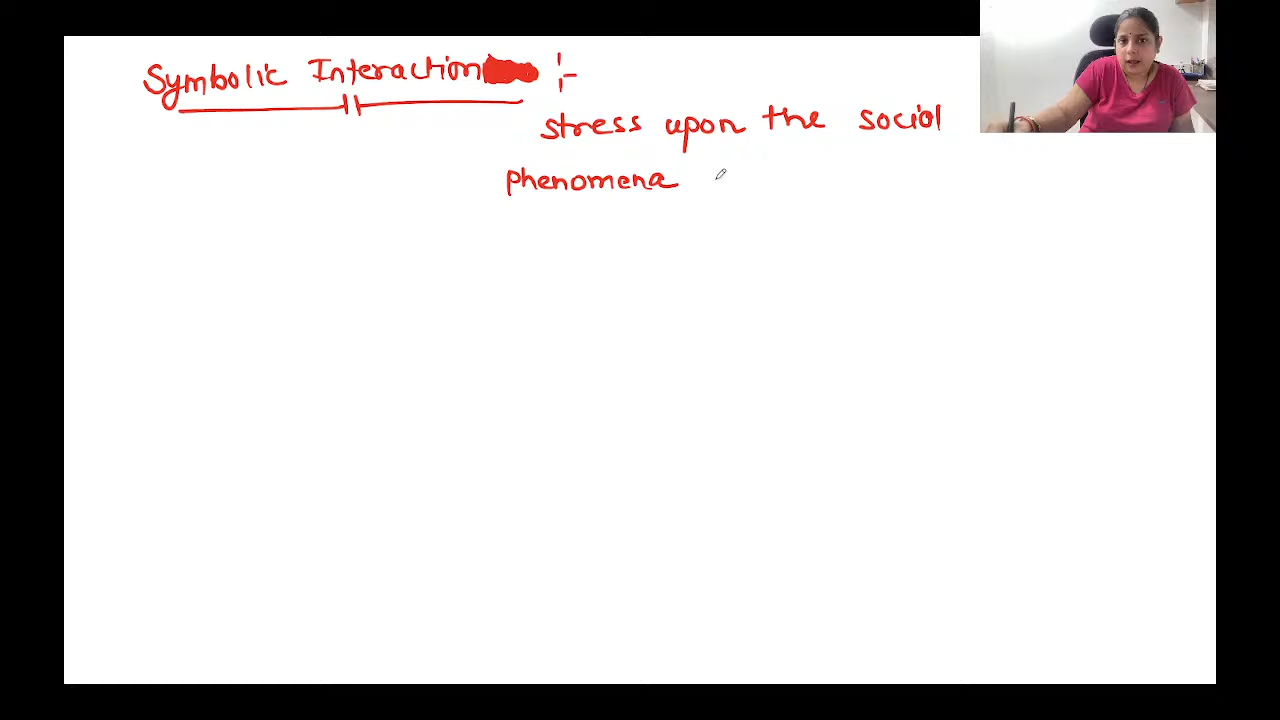 Symbolic Interaction :-
stress upon the social
phenomena